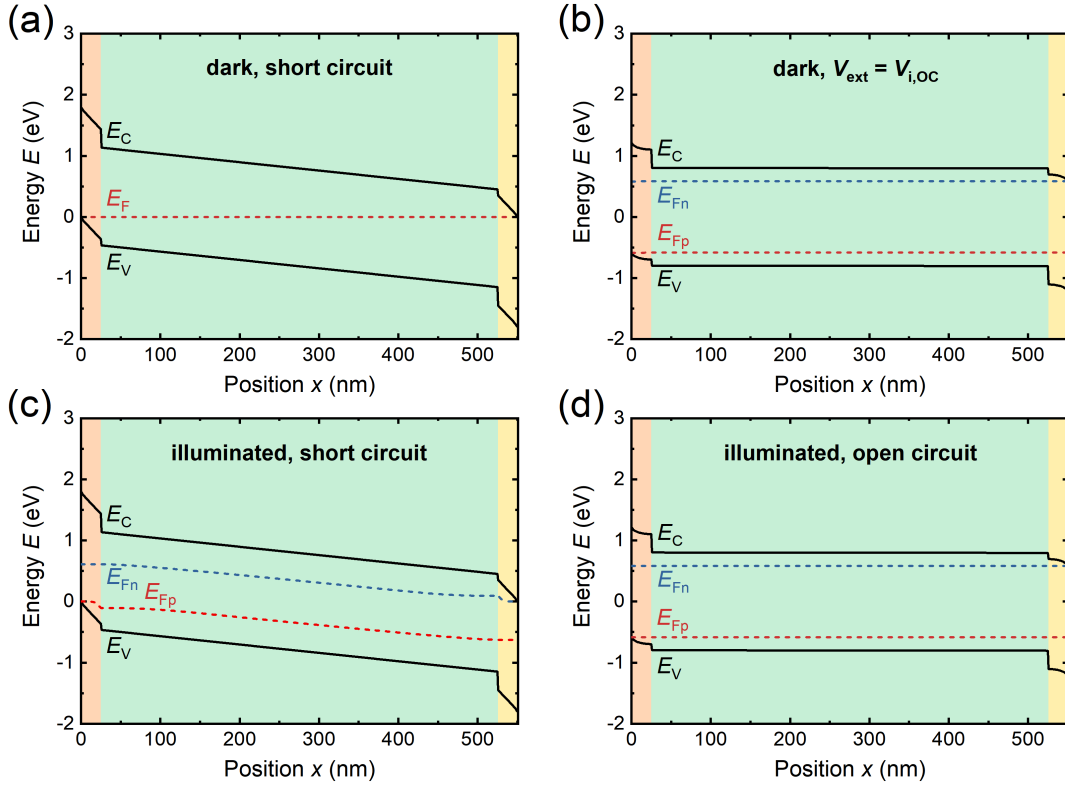 (a)
dark, short circuit
E_C
E_F
E_V
Energy E (eV)
3
2
1
0
-1
-2
0
100
200
300
400
500
Position x (nm)
(b)
dark, V_ext = V_i,OC
E_C
E_Fn
E_Fp
E_V
Energy E (eV)
3
2
1
0
-1
-2
0
100
200
300
400
500
Position x (nm)
(c)
illuminated, short circuit
E_C
E_Fn
E_Fp
E_V
Energy E (eV)
3
2
1
0
-1
-2
0
100
200
300
400
500
Position x (nm)
(d)
illuminated, open circuit
E_C
E_Fn
E_Fp
E_V
Energy E (eV)
3
2
1
0
-1
-2
0
100
200
300
400
500
Position x (nm)